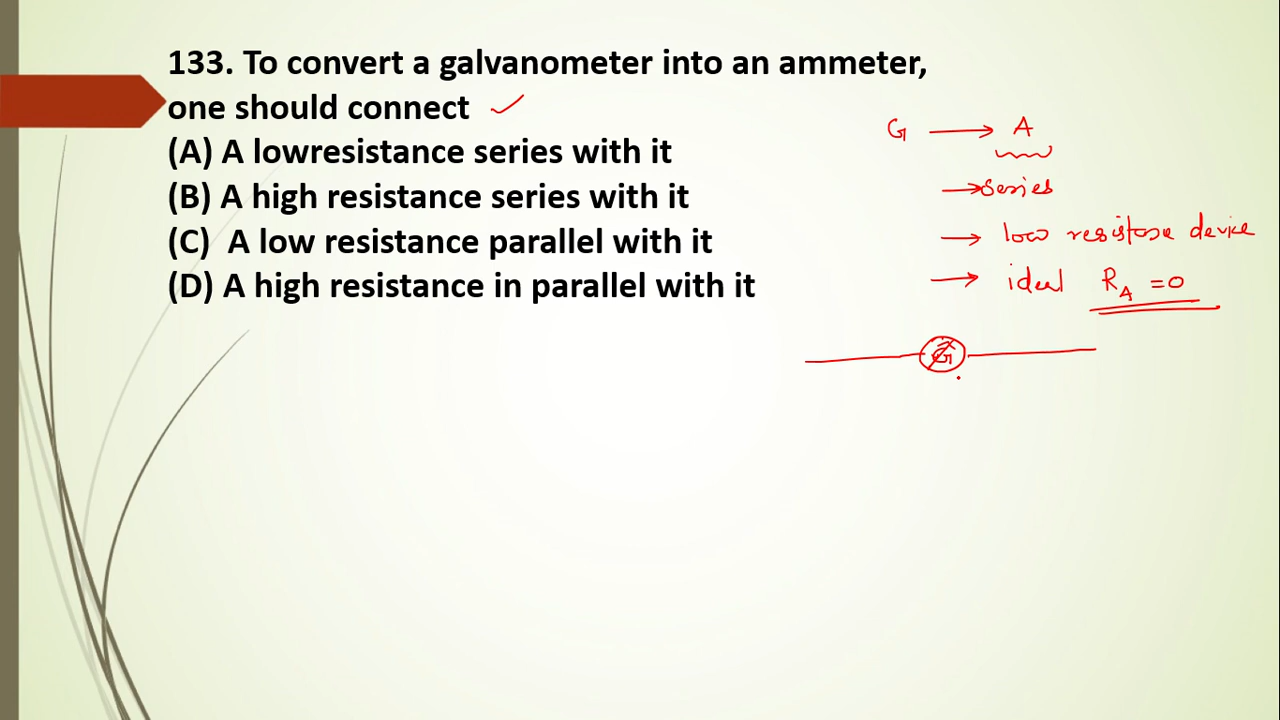 133. To convert a galvanometer into an ammeter,
one should connect
(A) A lowresistance series with it
(B) A high resistance series with it
(C) A low resistance parallel with it
(D) A high resistance in parallel with it
G → A
→ series
→ low resistance device
→ ideal R_A = 0
G